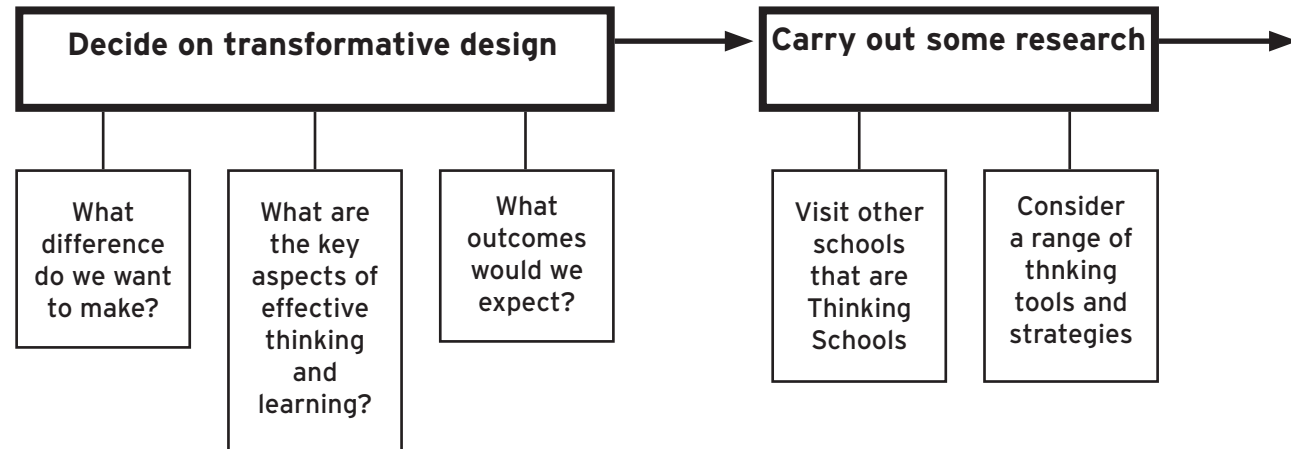 Decide on transformative design
Carry out some research
What
difference
do we want
to make?
What are
the key
aspects of
effective
thinking
and
learning?
What
outcomes
would we
expect?
Visit other
schools
that are
Thinking
Schools
Consider
a range of
thnking
tools and
strategies